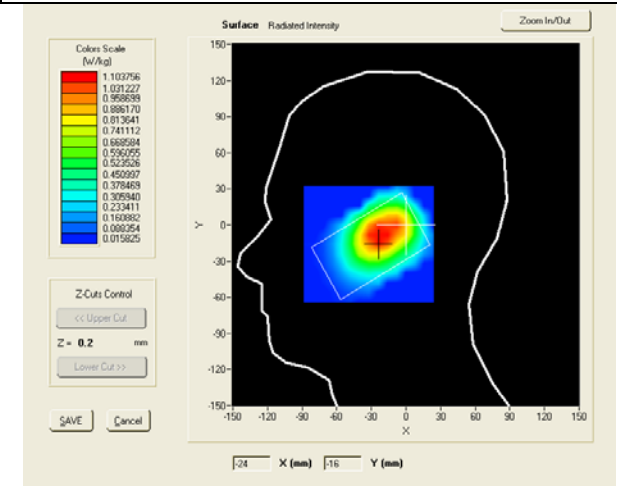 Surface Radiated Intensity
Zoom In/Out
Colors Scale
(W/kg)
1.103756
1.031227
0.958699
0.886170
0.813641
0.741112
0.668584
0.596055
0.523526
0.450997
0.378469
0.305940
0.233411
0.160882
0.088354
0.015825
Z-Cuts Control
<< Upper Cut
Z = 0.2 mm
Lower Cut >>
SAVE Cancel
150
120
90
60
30
0
-30
-60
-90
-120
-150
Y
-150 -120 -90 -60 -30 0 30 60 90 120 150
X
-24 X (mm) -16 Y (mm)